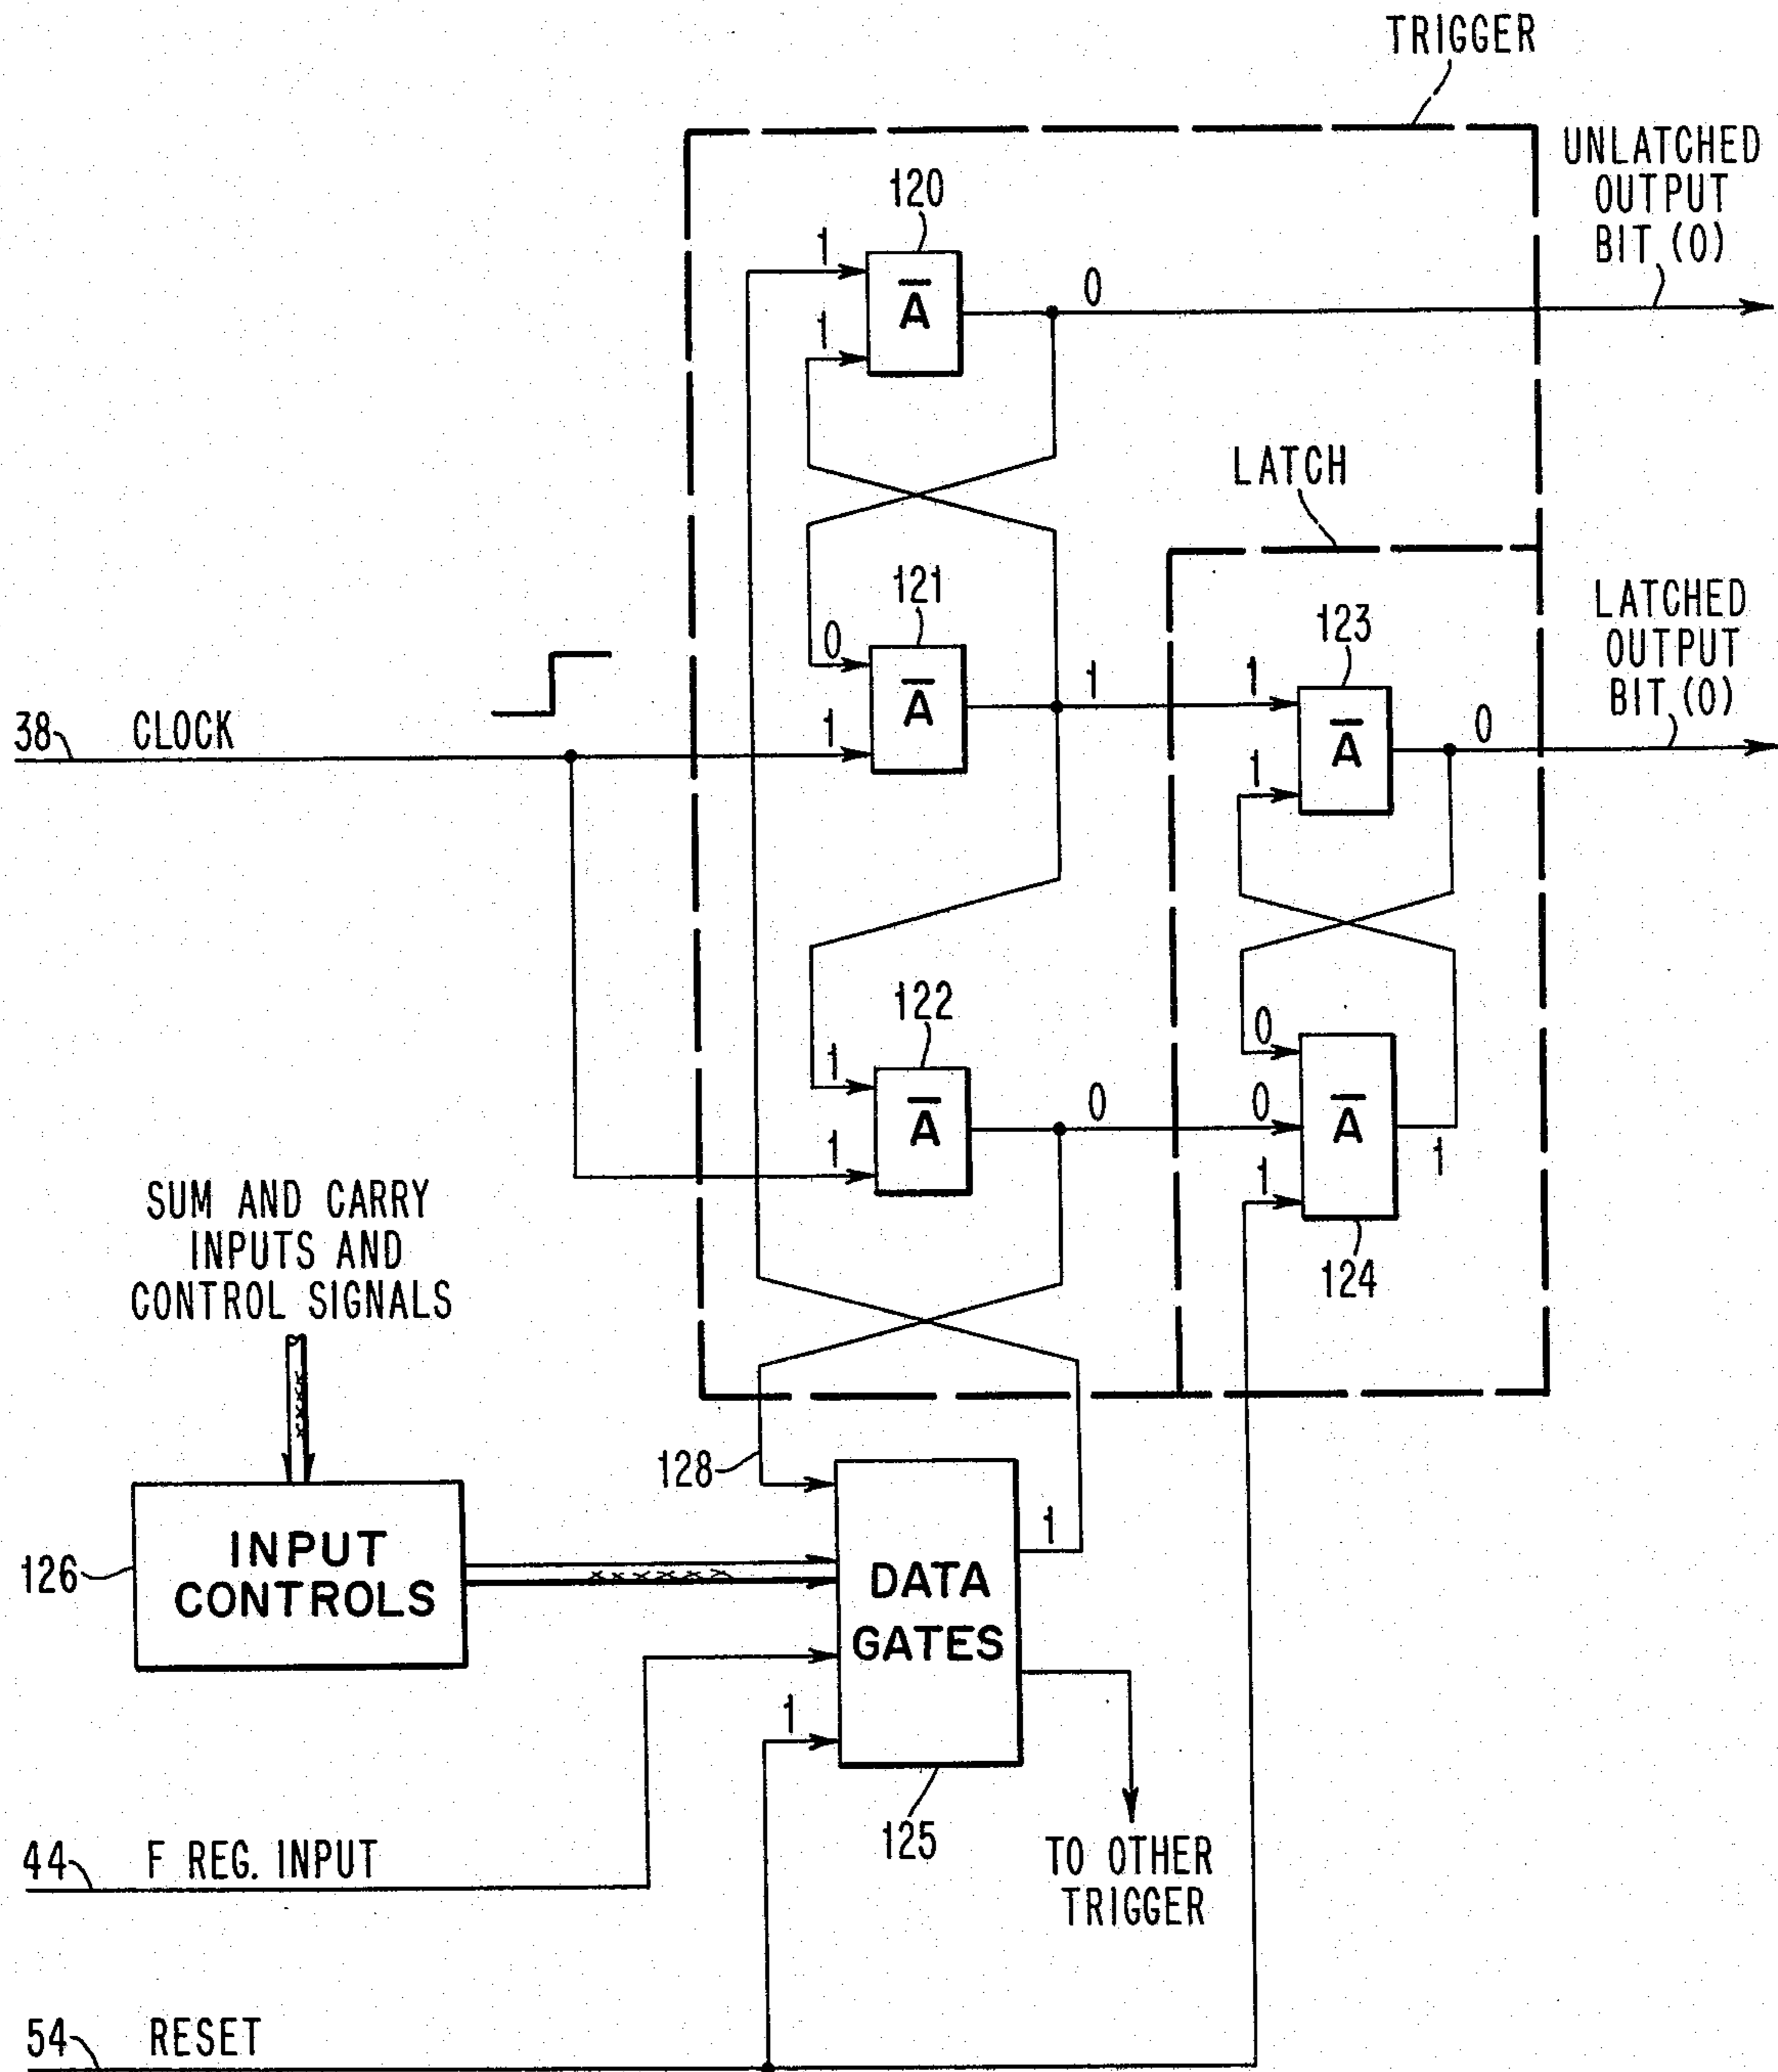 TRIGGER
UNLATCHED
OUTPUT
BIT (0)
120
1
Ā
0
1
LATCH
121
LATCHED
OUTPUT
BIT (0)
123
0
Ā
1
1
Ā
0
38 CLOCK
1
1
122
1
Ā
0
0
0
Ā
1
1
1
124
SUM AND CARRY
INPUTS AND
CONTROL SIGNALS
128
126
INPUT
CONTROLS
DATA
GATES
1
1
125
TO OTHER
TRIGGER
44 F REG. INPUT
54 RESET